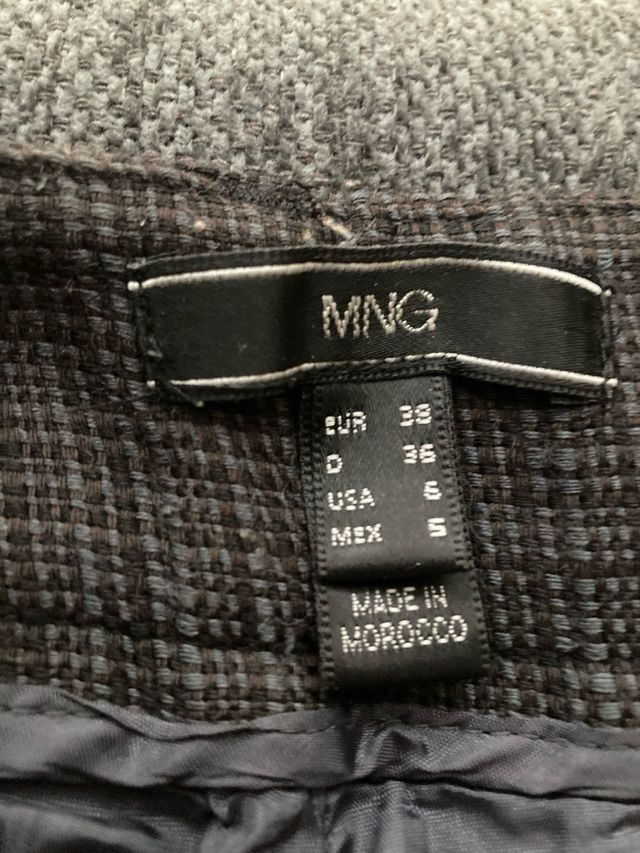 MNG
EUR 38
D 36
USA 6
MEX 5
MADE IN
MOROCCO